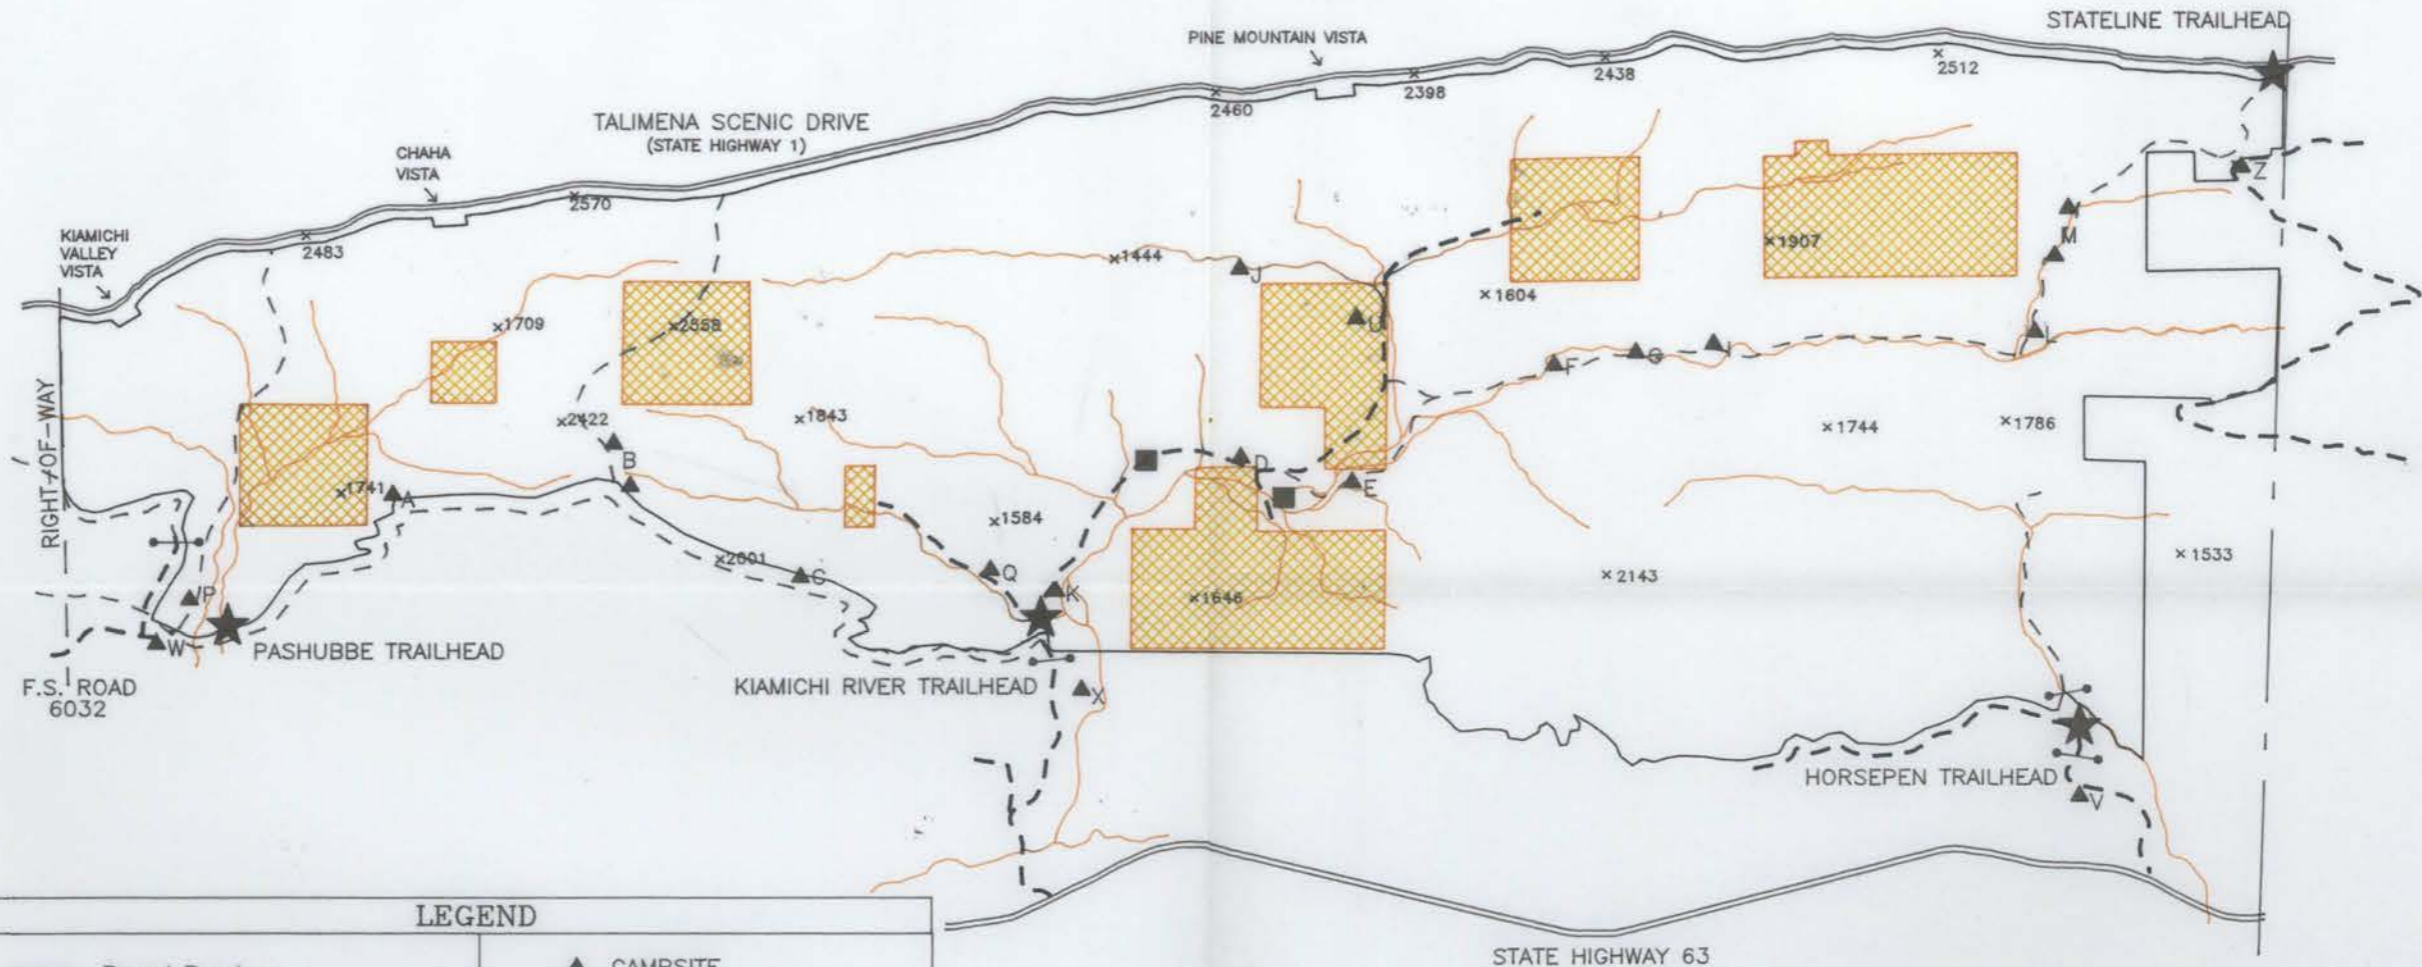 STATELINE TRAILHEAD
PINE MOUNTAIN VISTA
2438
2512
2398
2460
TALIMENA SCENIC DRIVE
(STATE HIGHWAY 1)
CHAHA
VISTA
2570
KIAMICHI
VALLEY
VISTA
2483
Z
M
1907
1444
J
1604
1709
2558
U
L
F
G
I
2422
1843
1744
1786
B
D
E
1741
A
RIGHT-OF-WAY
1584
1533
2001
C
Q
2143
P
K
1646
W
PASHUBBE TRAILHEAD
F.S. ROAD
6032
KIAMICHI RIVER TRAILHEAD
X
HORSEPEN TRAILHEAD
V
LEGEND
STATE HIGHWAY 63
CAMPSITE